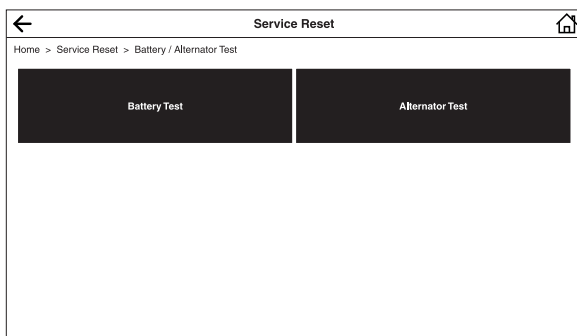 Service Reset
Home > Service Reset > Battery / Alternator Test
Battery Test
Alternator Test